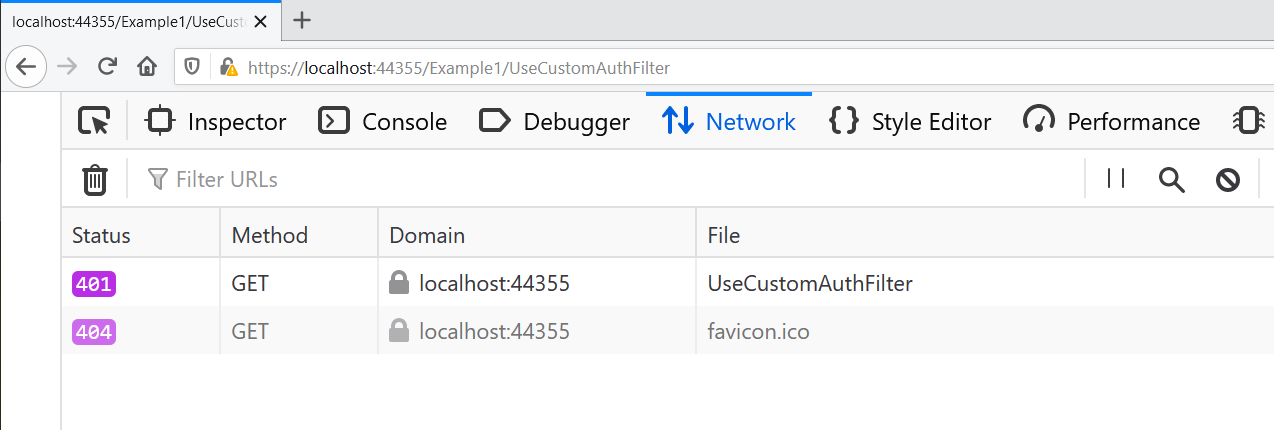 localhost:44355/Example1/UseCust
https://localhost:44355/Example1/UseCustomAuthFilter
Inspector Console Debugger Network Style Editor Performance
Filter URLs
Status Method Domain File
401 GET localhost:44355 UseCustomAuthFilter
404 GET localhost:44355 favicon.ico